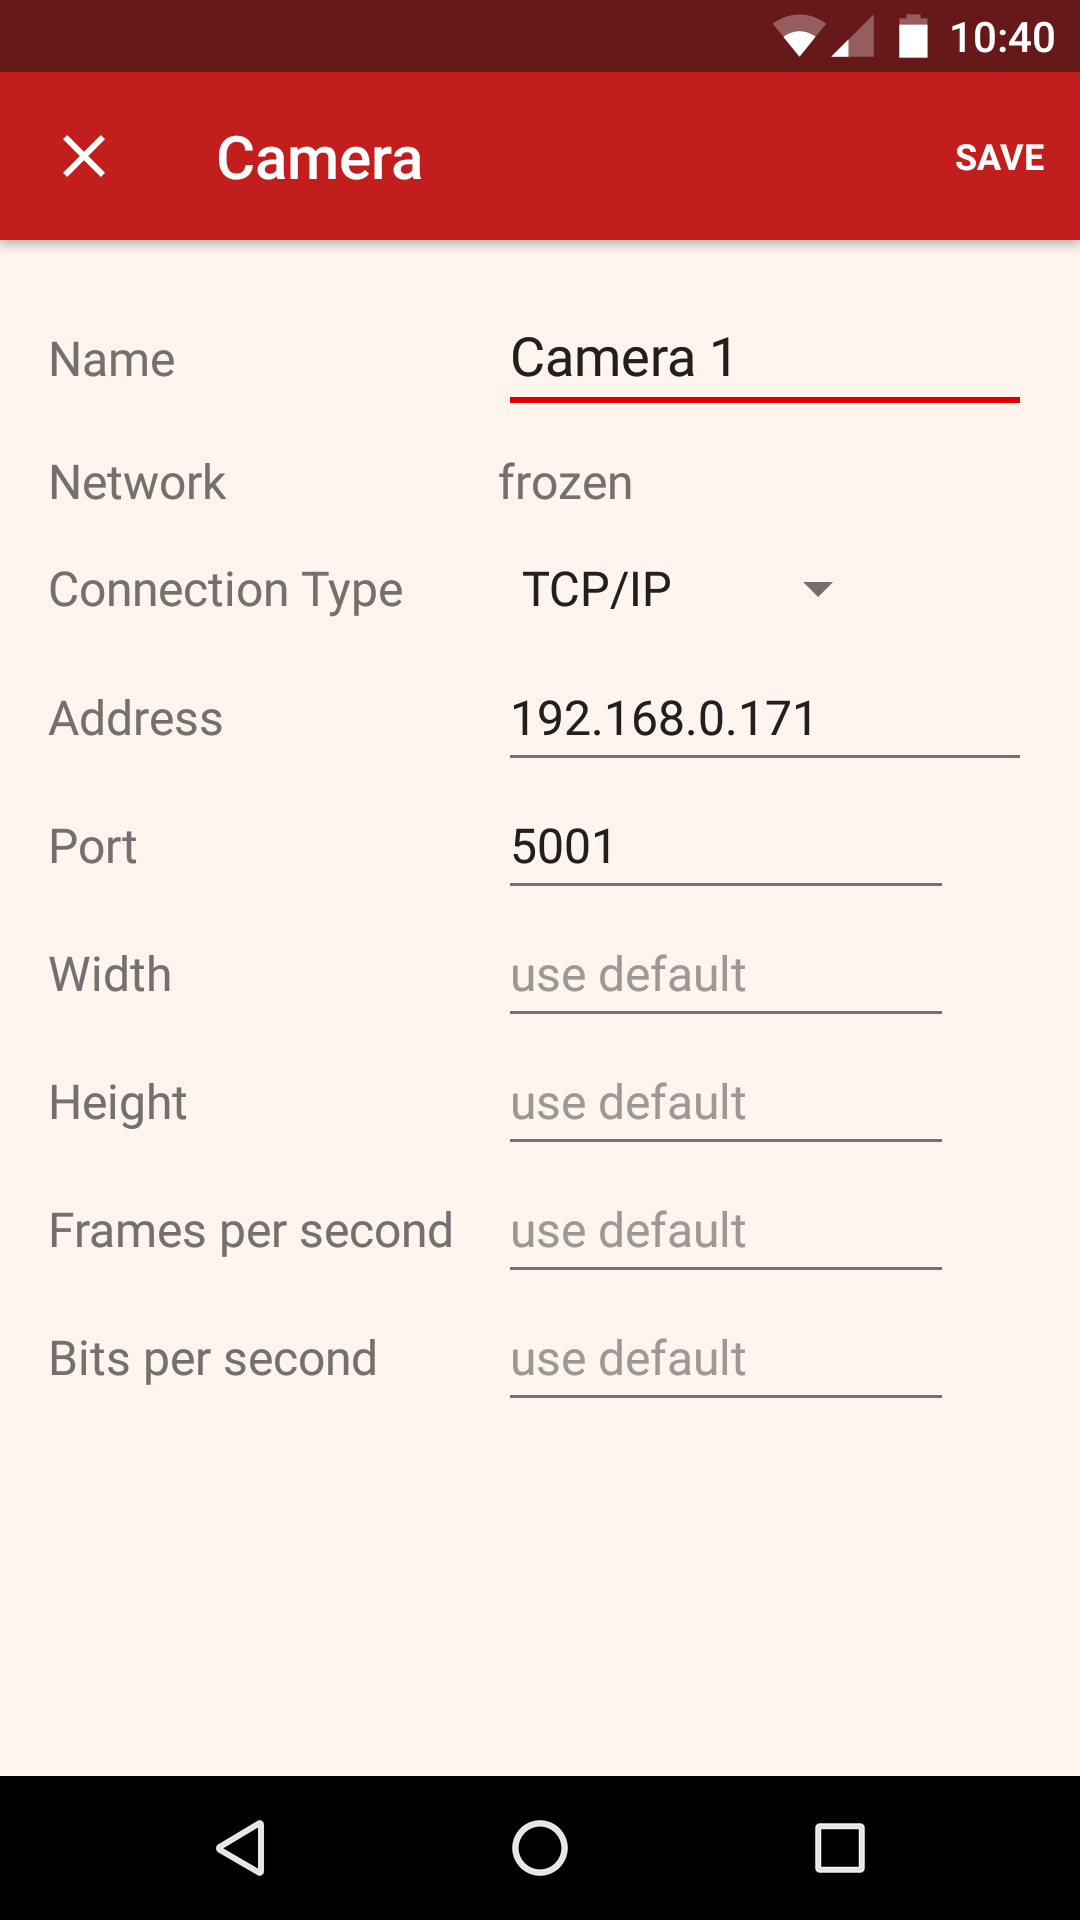 10:40
Camera SAVE
Name Camera 1
Network frozen
Connection Type TCP/IP
Address 192.168.0.171
Port 5001
Width use default
Height use default
Frames per second use default
Bits per second use default